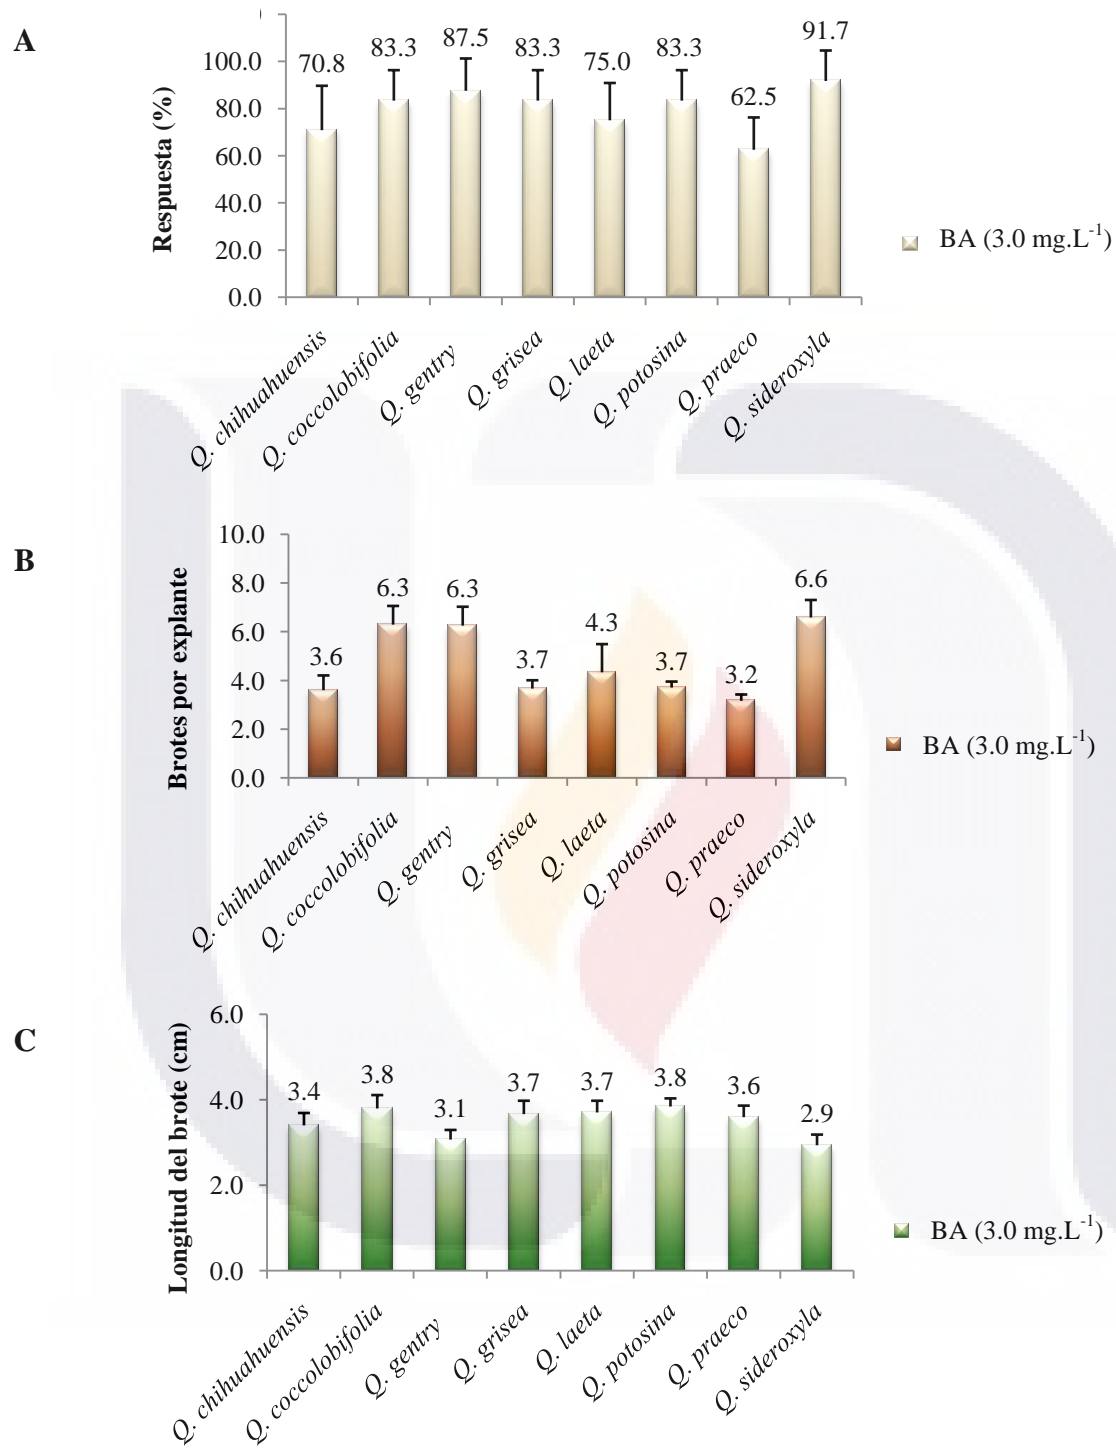 A
Respuesta (%)
100.0
80.0
60.0
40.0
20.0
0.0
70.8
83.3
87.5
83.3
75.0
83.3
62.5
91.7
BA (3.0 mg.L-1)
Q. chihuahuensis
Q. coccolobifolia
Q. gentry
Q. grisea
Q. laeta
Q. potosina
Q. praeco
Q. sideroxyla
B
Brotes por explante
10.0
8.0
6.0
4.0
2.0
0.0
3.6
6.3
6.3
3.7
4.3
3.7
3.2
6.6
BA (3.0 mg.L-1)
Q. chihuahuensis
Q. coccolobifolia
Q. gentry
Q. grisea
Q. laeta
Q. potosina
Q. praeco
Q. sideroxyla
C
Longitud del brote (cm)
6.0
4.0
2.0
0.0
3.4
3.8
3.1
3.7
3.7
3.8
3.6
2.9
BA (3.0 mg.L-1)
Q. chihuahuensis
Q. coccolobifolia
Q. gentry
Q. grisea
Q. laeta
Q. potosina
Q. praeco
Q. sideroxyla